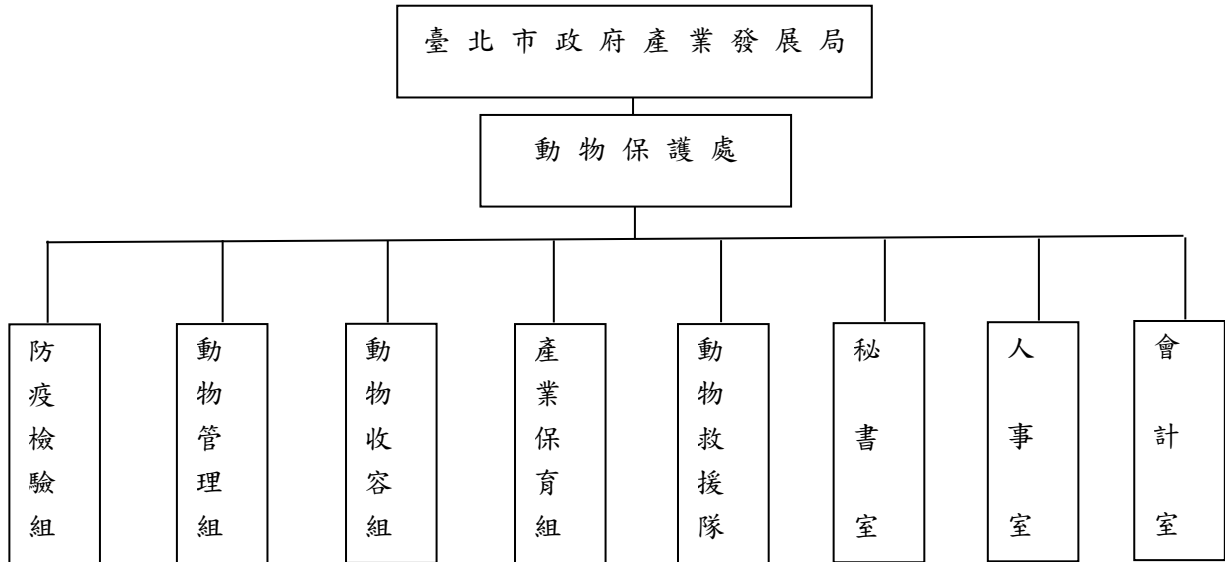 臺北市政府產業發展局
動物保護處
防疫檢驗組
動物管理組
動物收容組
產業保育組
動物救援隊
秘書室
人事室
會計室